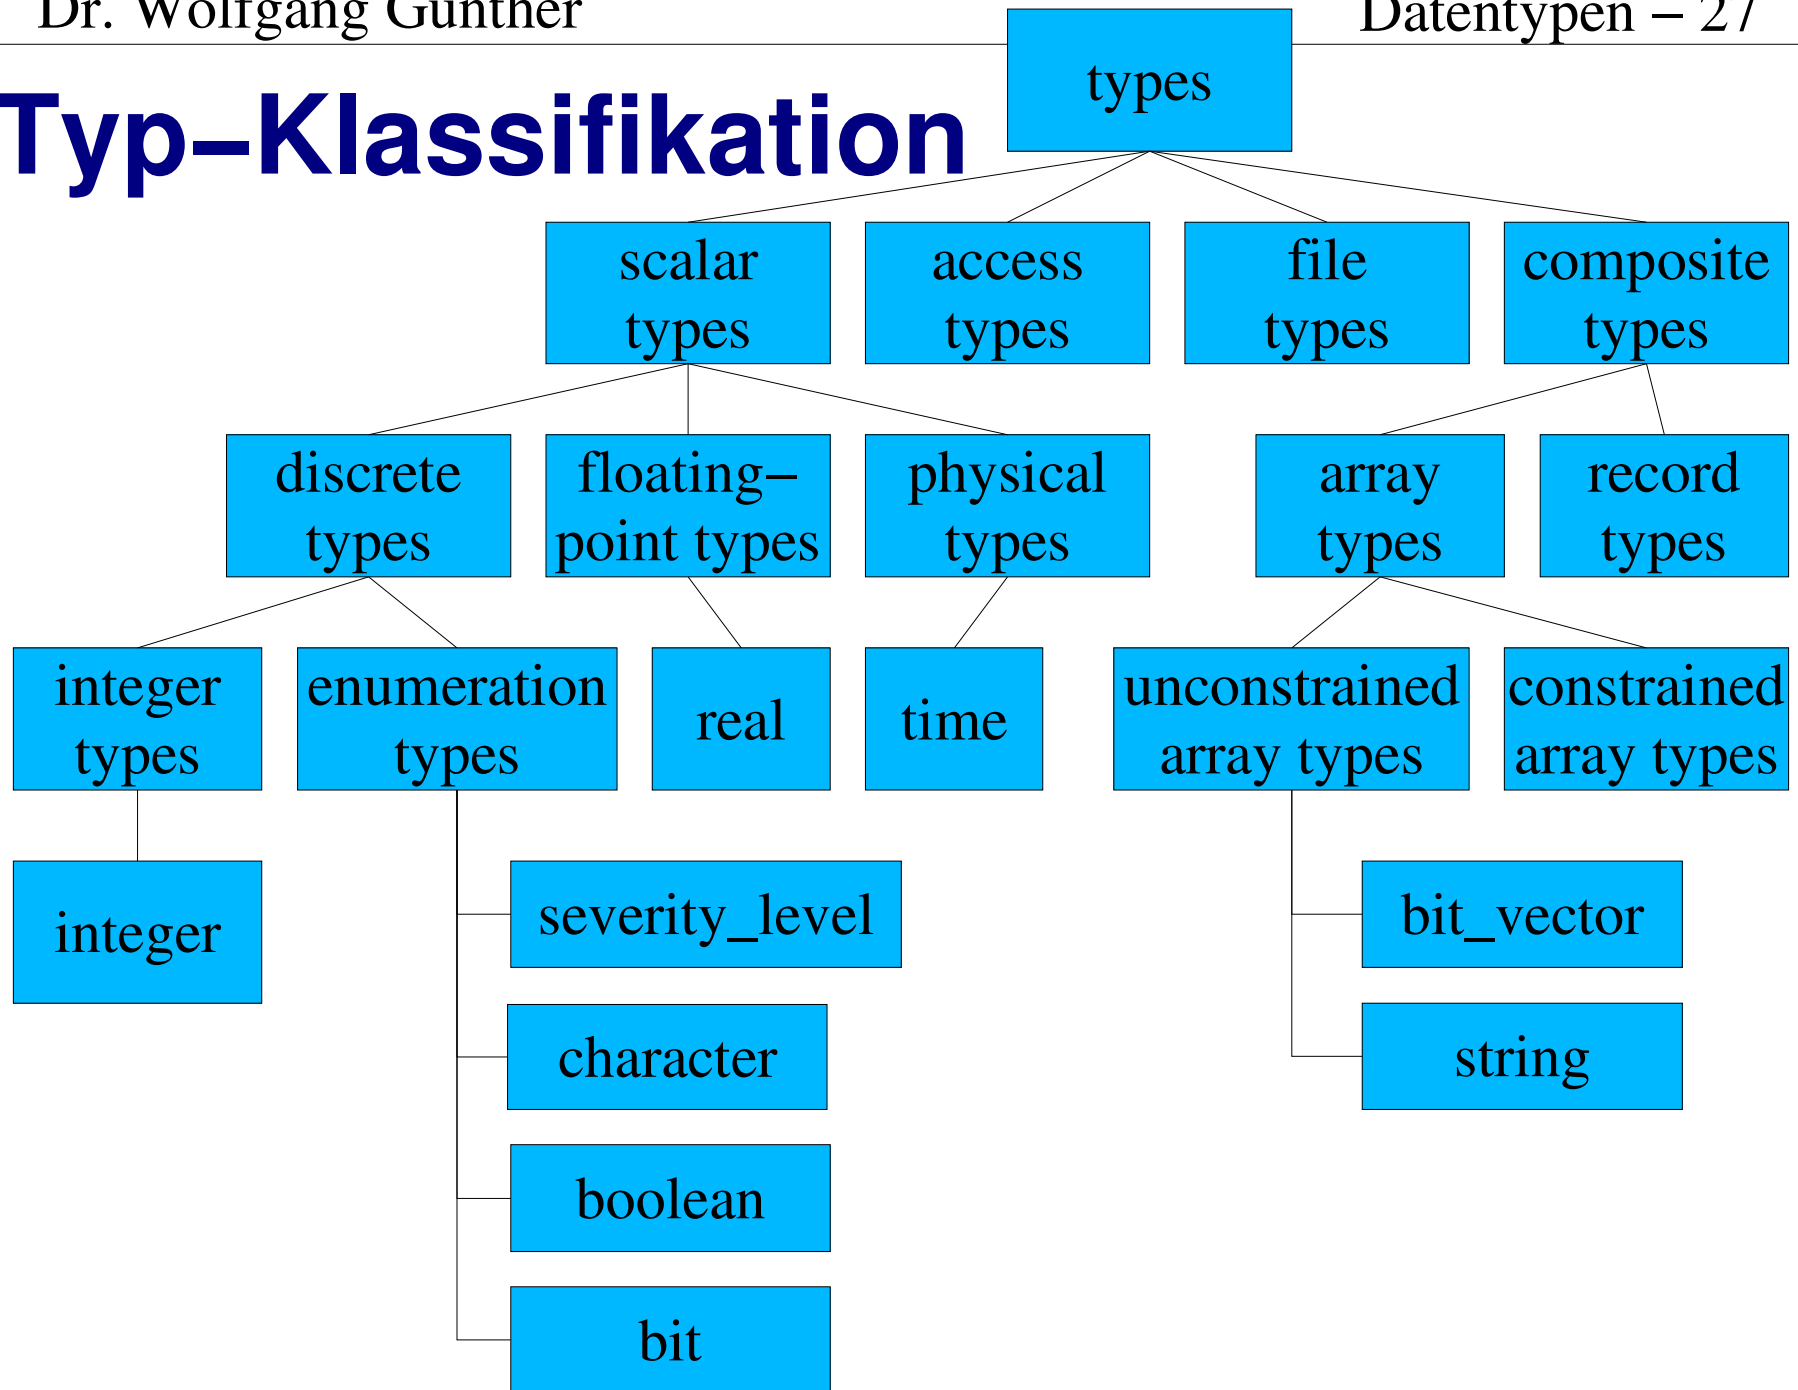 Dr. Wolfgang Günther
Datentypen – 27
Typ–Klassifikation
types
scalar
types
access
types
file
types
composite
types
discrete
types
floating–
point types
physical
types
array
types
record
types
integer
types
enumeration
types
real
time
unconstrained
array types
constrained
array types
integer
severity_level
bit_vector
character
string
boolean
bit